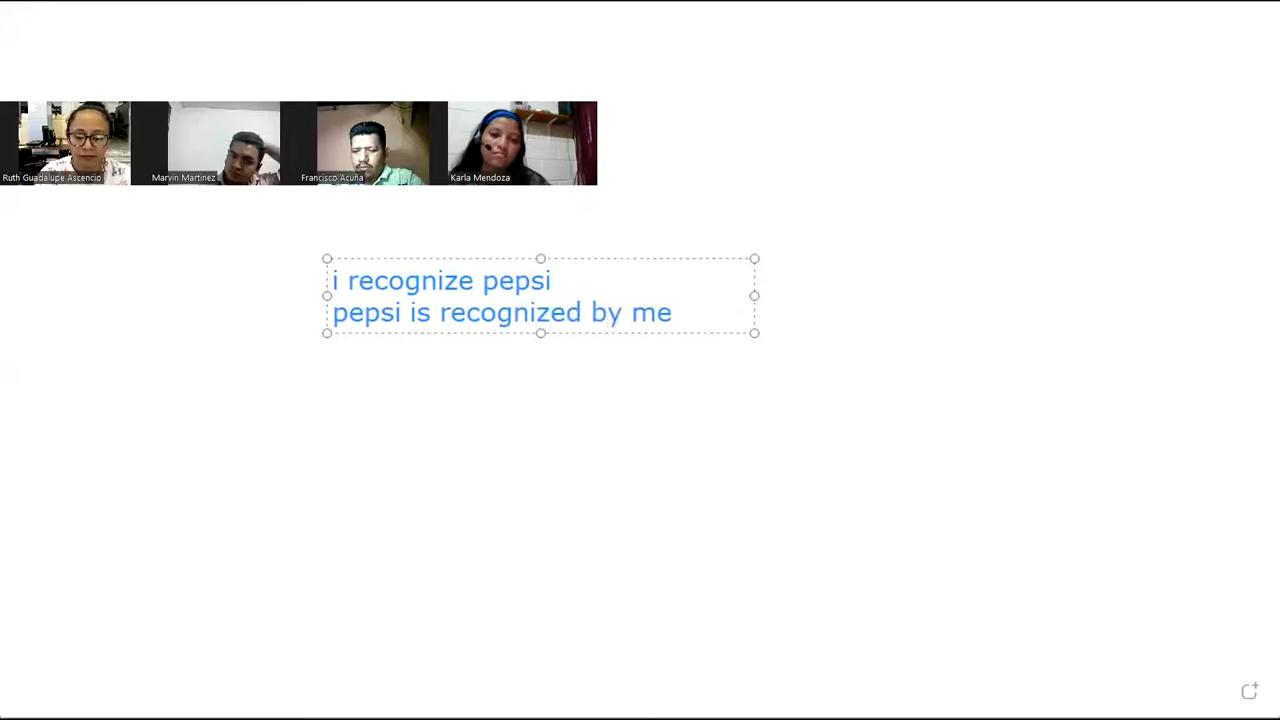 Ruth Guadalupe Ascencio
Marvin Martinez
Francisco Acuña
Karla Mendoza
i recognize pepsi
pepsi is recognized by me